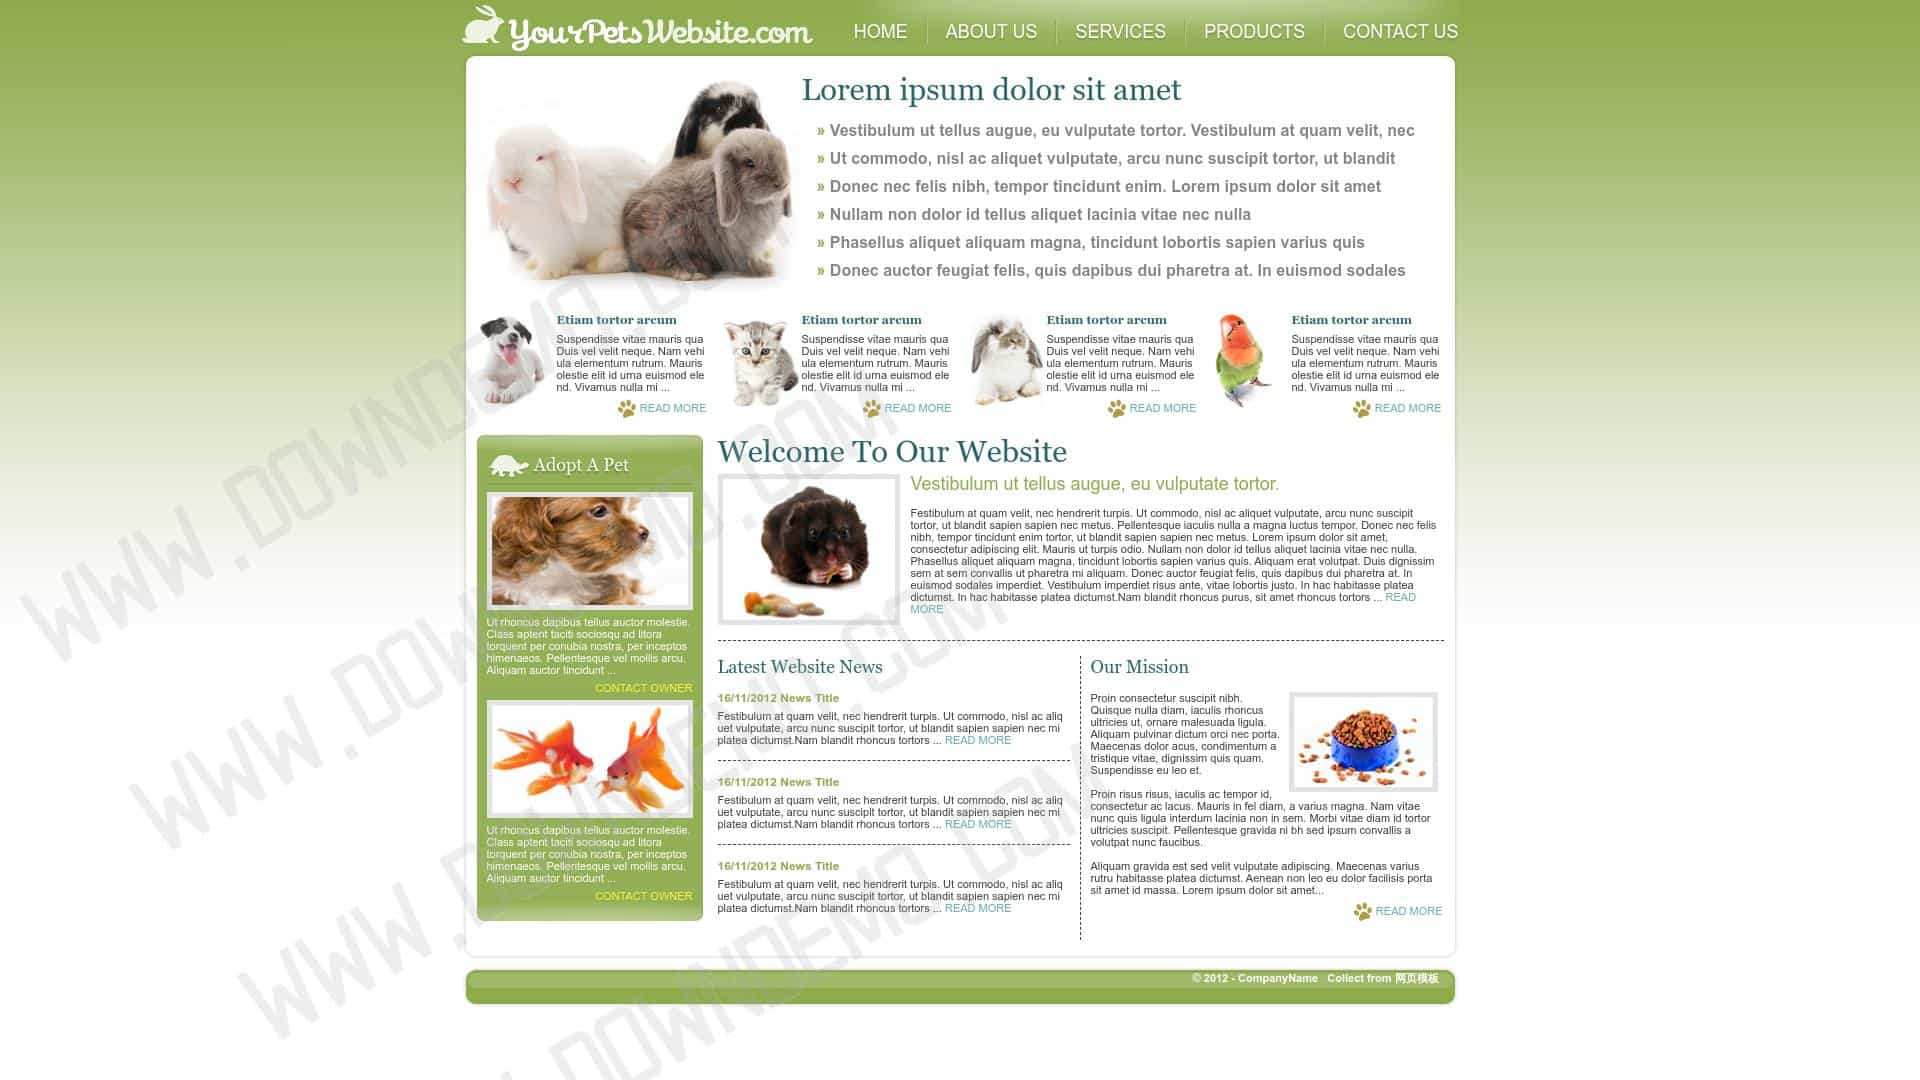 YourPetsWebsite.com
HOME
ABOUT US
SERVICES
PRODUCTS
CONTACT US
Lorem ipsum dolor sit amet
» Vestibulum ut tellus augue, eu vulputate tortor. Vestibulum at quam velit, nec
» Ut commodo, nisl ac aliquet vulputate, arcu nunc suscipit tortor, ut blandit
» Donec nec felis nibh, tempor tincidunt enim. Lorem ipsum dolor sit amet
» Nullam non dolor id tellus aliquet lacinia vitae nec nulla
» Phasellus aliquet aliquam magna, tincidunt lobortis sapien varius quis
» Donec auctor feugiat felis, quis dapibus dui pharetra at. In euismod sodales
Etiam tortor arcum
Suspendisse vitae mauris qua
Duis vel velit neque. Nam vehi
ula elementum rutrum. Mauris
olestie elit id urna euismod ele
nd. Vivamus nulla mi ...
READ MORE
Etiam tortor arcum
Suspendisse vitae mauris qua
Duis vel velit neque. Nam vehi
ula elementum rutrum. Mauris
olestie elit id urna euismod ele
nd. Vivamus nulla mi ...
READ MORE
Etiam tortor arcum
Suspendisse vitae mauris qua
Duis vel velit neque. Nam vehi
ula elementum rutrum. Mauris
olestie elit id urna euismod ele
nd. Vivamus nulla mi ...
READ MORE
Etiam tortor arcum
Suspendisse vitae mauris qua
Duis vel velit neque. Nam vehi
ula elementum rutrum. Mauris
olestie elit id urna euismod ele
nd. Vivamus nulla mi ...
READ MORE
Adopt A Pet
Ut rhoncus dapibus tellus auctor molestie.
Class aptent taciti sociosqu ad litora
torquent per conubia nostra, per inceptos
himenaeos. Pellentesque vel mollis arcu.
Aliquam auctor tincidunt ...
CONTACT OWNER
Ut rhoncus dapibus tellus auctor molestie.
Class aptent taciti sociosqu ad litora
torquent per conubia nostra, per inceptos
himenaeos. Pellentesque vel mollis arcu.
Aliquam auctor tincidunt ...
CONTACT OWNER
Welcome To Our Website
Vestibulum ut tellus augue, eu vulputate tortor.
Festibulum at quam velit, nec hendrerit turpis. Ut commodo, nisl ac aliquet vulputate, arcu nunc suscipit
tortor, ut blandit sapien sapien nec metus. Pellentesque iaculis nulla a magna luctus tempor. Donec nec felis
nibh, tempor tincidunt enim tortor, ut blandit sapien sapien nec metus. Lorem ipsum dolor sit amet,
consectetur adipiscing elit. Mauris ut turpis odio. Nullam non dolor id tellus aliquet lacinia vitae nec nulla.
Phasellus aliquet aliquam magna, tincidunt lobortis sapien varius quis. Aliquam erat volutpat. Duis dignissim
sem at sem convallis ut pharetra mi aliquam. Donec auctor feugiat felis, quis dapibus dui pharetra at. In
euismod sodales imperdiet. Vestibulum imperdiet risus ante, vitae lobortis justo. In hac habitasse platea
dictumst. In hac habitasse platea dictumst.Nam blandit rhoncus purus, sit amet rhoncus tortors ... READ
MORE
Latest Website News
16/11/2012 News Title
Festibulum at quam velit, nec hendrerit turpis. Ut commodo, nisl ac aliq
uet vulputate, arcu nunc suscipit tortor, ut blandit sapien sapien nec mi
platea dictumst.Nam blandit rhoncus tortors ... READ MORE
16/11/2012 News Title
Festibulum at quam velit, nec hendrerit turpis. Ut commodo, nisl ac aliq
uet vulputate, arcu nunc suscipit tortor, ut blandit sapien sapien nec mi
platea dictumst.Nam blandit rhoncus tortors ... READ MORE
16/11/2012 News Title
Festibulum at quam velit, nec hendrerit turpis. Ut commodo, nisl ac aliq
uet vulputate, arcu nunc suscipit tortor, ut blandit sapien sapien nec mi
platea dictumst.Nam blandit rhoncus tortors ... READ MORE
Our Mission
Proin consectetur suscipit nibh.
Quisque nulla diam, iaculis rhoncus
ultricies ut, ornare malesuada ligula.
Aliquam pulvinar dictum orci nec porta.
Maecenas dolor acus, condimentum a
tristique vitae, dignissim quis quam.
Suspendisse eu leo et.
Proin risus risus, iaculis ac tempor id,
consectetur ac lacus. Mauris in fel diam, a varius magna. Nam vitae
nunc quis ligula interdum lacinia non in sem. Morbi vitae diam id tortor
ultricies suscipit. Pellentesque gravida ni bh sed ipsum convallis a
volutpat nunc faucibus.
Aliquam gravida est sed velit vulputate adipiscing. Maecenas varius
rutru habitasse platea dictumst. Aenean non leo eu dolor facilisis porta
sit amet id massa. Lorem ipsum dolor sit amet...
READ MORE
© 2012 - CompanyName   Collect from 网页模板
WWW.DOWNDEMO.COM
WWW.DOWNDEMO.COM
WWW.DOWNDEMO.COM
WWW.DOWNDEMO.COM